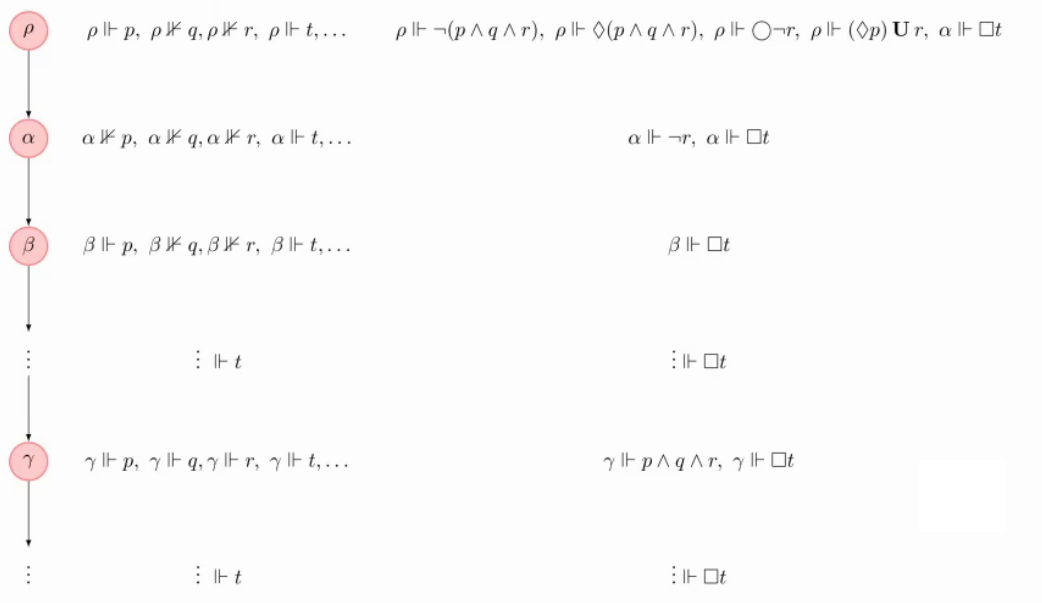 ρ ρ ⊩ p, ρ ⊮ q, ρ ⊮ r, ρ ⊩ t, … ρ ⊩ ¬(p ∧ q ∧ r), ρ ⊩ ◊(p ∧ q ∧ r), ρ ⊩ ◯¬r, ρ ⊩ (◊p) U r, α ⊩ □t
α α ⊮ p, α ⊮ q, α ⊮ r, α ⊩ t, … α ⊩ ¬r, α ⊩ □t
β β ⊩ p, β ⊮ q, β ⊮ r, β ⊩ t, … β ⊩ □t
⋮ ⋮ ⊩ t ⋮ ⊩ □t
γ γ ⊩ p, γ ⊩ q, γ ⊩ r, γ ⊩ t, … γ ⊩ p ∧ q ∧ r, γ ⊩ □t
⋮ ⋮ ⊩ t ⋮ ⊩ □t